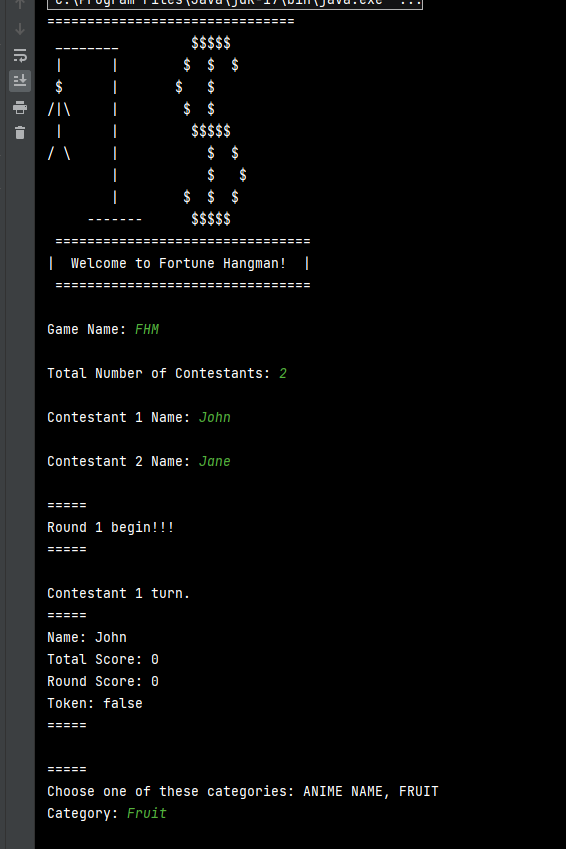 C:\Program Files\Java\jdk-17\bin\java.exe" ...
===============================
 ________         $$$$$
 |      |        $  $  $
 $      |       $   $
/|\     |        $  $
 |      |         $$$$$
/ \     |           $  $
        |           $   $
        |        $  $  $
     -------      $$$$$
 ================================
|  Welcome to Fortune Hangman!  |
 ================================
Game Name: FHM
Total Number of Contestants: 2
Contestant 1 Name: John
Contestant 2 Name: Jane
=====
Round 1 begin!!!
=====
Contestant 1 turn.
=====
Name: John
Total Score: 0
Round Score: 0
Token: false
=====
=====
Choose one of these categories: ANIME NAME, FRUIT
Category: Fruit